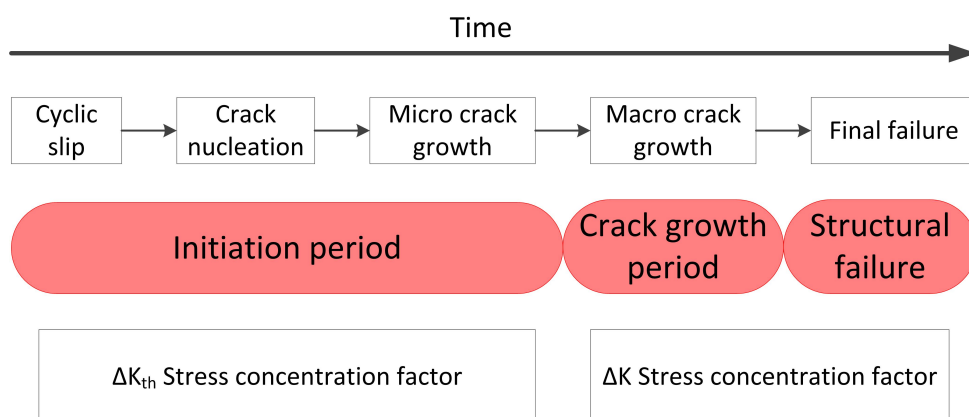 Time
Cyclic
slip
Crack
nucleation
Micro crack
growth
Macro crack
growth
Final failure
Initiation period
Crack growth
period
Structural
failure
ΔKth Stress concentration factor
ΔK Stress concentration factor